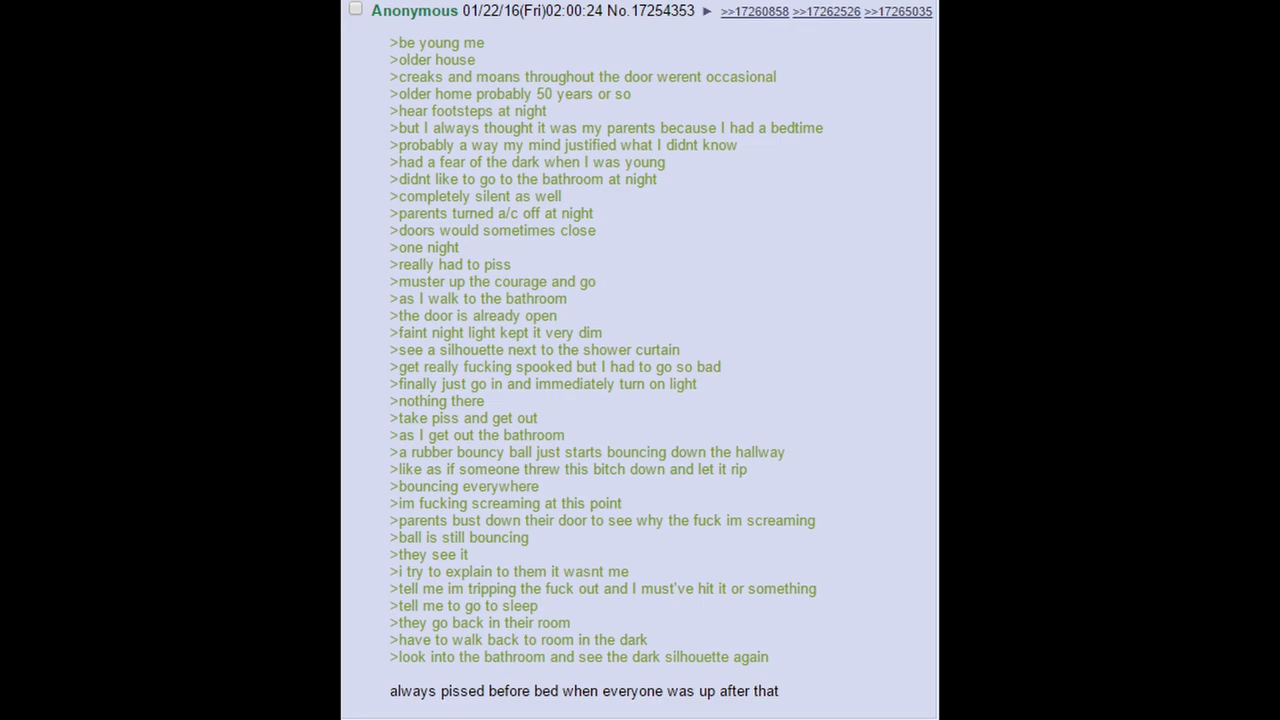 Anonymous 01/22/16(Fri)02:00:24 No.17254353 ▶ >>17260858 >>17262526 >>17265035
>be young me
>older house
>creaks and moans throughout the door werent occasional
>older home probably 50 years or so
>hear footsteps at night
>but I always thought it was my parents because I had a bedtime
>probably a way my mind justified what I didnt know
>had a fear of the dark when I was young
>didnt like to go to the bathroom at night
>completely silent as well
>parents turned a/c off at night
>doors would sometimes close
>one night
>really had to piss
>muster up the courage and go
>as I walk to the bathroom
>the door is already open
>faint night light kept it very dim
>see a silhouette next to the shower curtain
>get really fucking spooked but I had to go so bad
>finally just go in and immediately turn on light
>nothing there
>take piss and get out
>as I get out the bathroom
>a rubber bouncy ball just starts bouncing down the hallway
>like as if someone threw this bitch down and let it rip
>bouncing everywhere
>im fucking screaming at this point
>parents bust down their door to see why the fuck im screaming
>ball is still bouncing
>they see it
>i try to explain to them it wasnt me
>tell me im tripping the fuck out and I must've hit it or something
>tell me to go to sleep
>they go back in their room
>have to walk back to room in the dark
>look into the bathroom and see the dark silhouette again
always pissed before bed when everyone was up after that